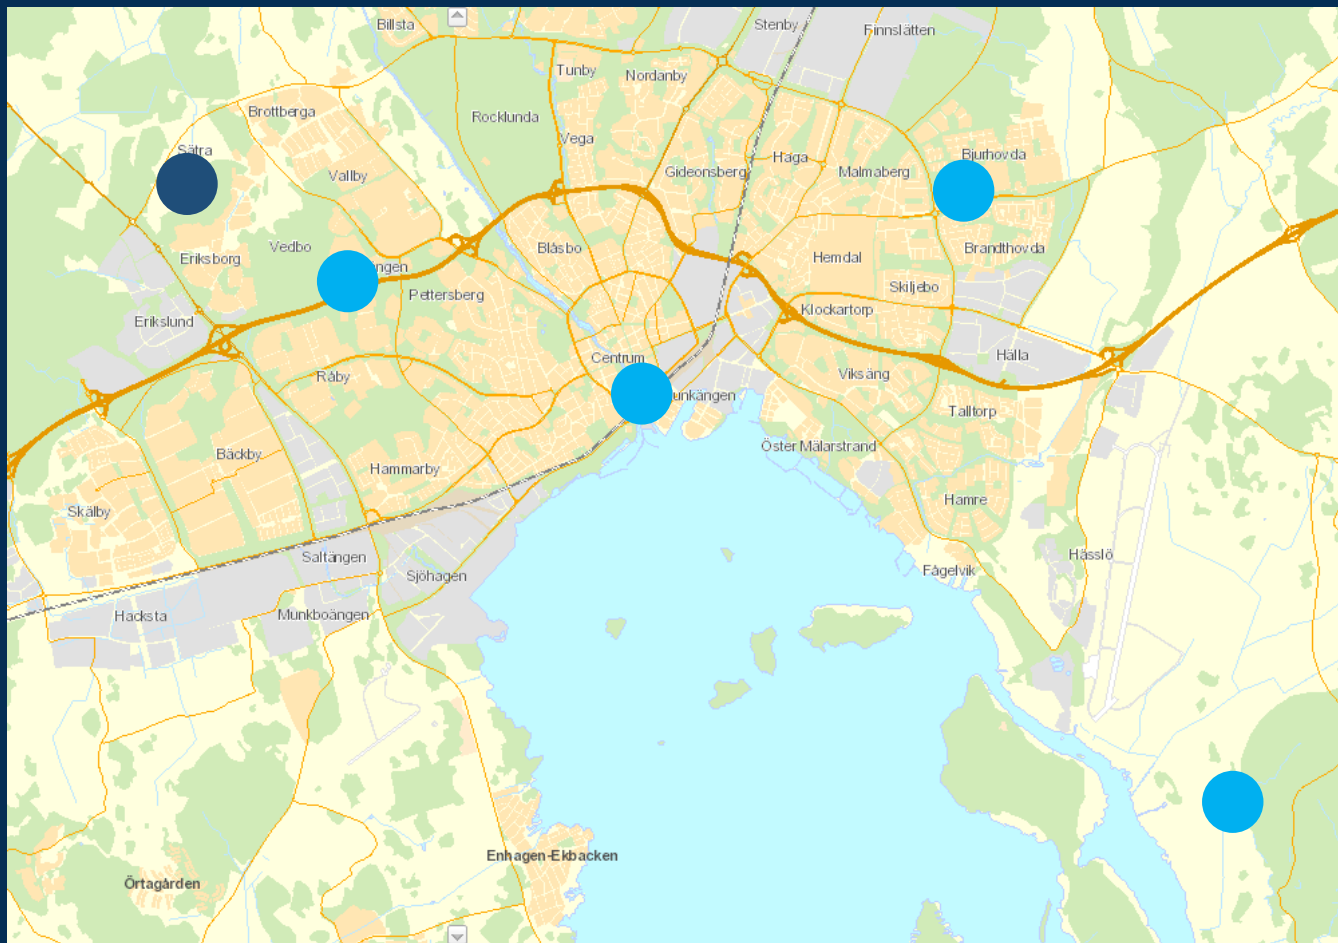 Billsta
Stenby
Finnslätten
Tunby
Nordanby
Brottberga
Rocklunda
Vega
Sätra
Haga
Bjurhovda
Vallby
Gideonsberg
Malmaberg
Vedbo
Blåsbo
Brandthovda
Eriksborg
Hemdal
ngen
Pettersberg
Skiljebo
Klockartorp
Erikslund
Centrum
Hälla
Råby
Viksäng
unkängen
Talltorp
Bäckby
Öster Mälarstrand
Hammarby
Skälby
Hamre
Saltängen
Hässlö
Sjöhagen
Fågelvik
Hacksta
Munkboängen
Enhagen-Ekbacken
Örtagården